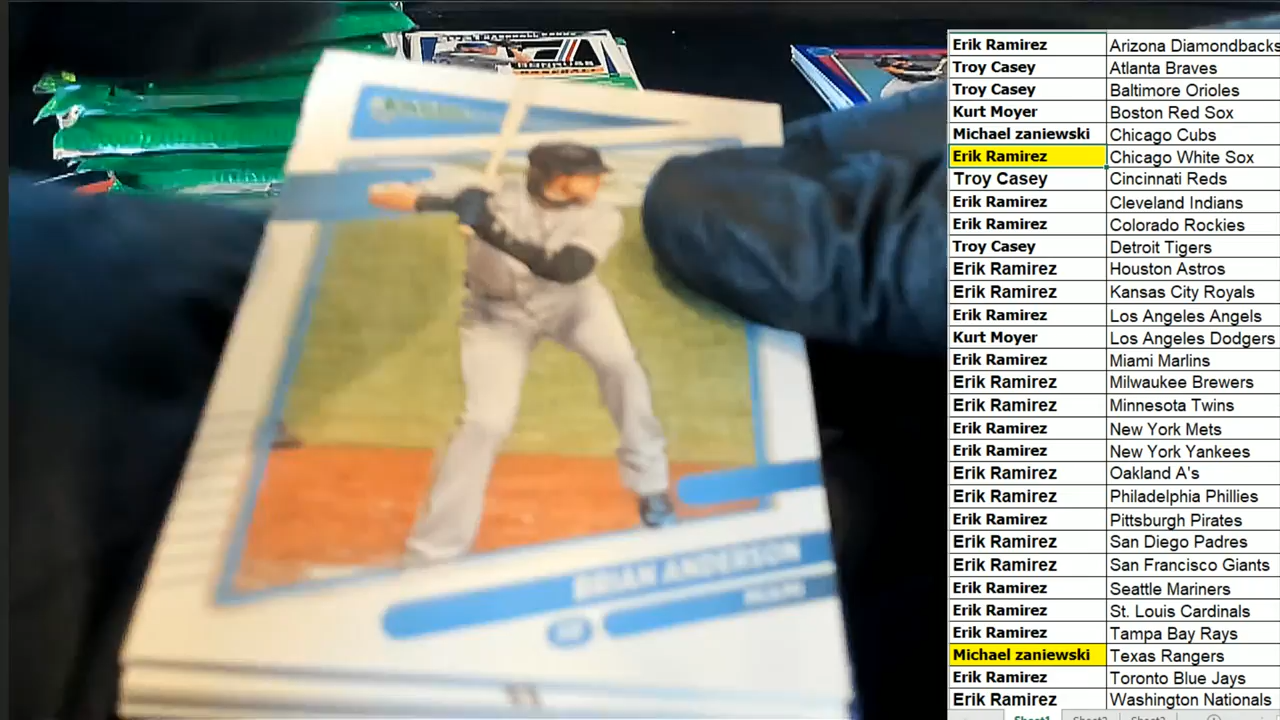 BRIAN ANDERSON
MIAMI
Erik Ramirez Arizona Diamondbacks
Troy Casey Atlanta Braves
Troy Casey Baltimore Orioles
Kurt Moyer Boston Red Sox
Michael zaniewski Chicago Cubs
Erik Ramirez Chicago White Sox
Troy Casey Cincinnati Reds
Erik Ramirez Cleveland Indians
Erik Ramirez Colorado Rockies
Troy Casey Detroit Tigers
Erik Ramirez Houston Astros
Erik Ramirez Kansas City Royals
Erik Ramirez Los Angeles Angels
Kurt Moyer Los Angeles Dodgers
Erik Ramirez Miami Marlins
Erik Ramirez Milwaukee Brewers
Erik Ramirez Minnesota Twins
Erik Ramirez New York Mets
Erik Ramirez New York Yankees
Erik Ramirez Oakland A's
Erik Ramirez Philadelphia Phillies
Erik Ramirez Pittsburgh Pirates
Erik Ramirez San Diego Padres
Erik Ramirez San Francisco Giants
Erik Ramirez Seattle Mariners
Erik Ramirez St. Louis Cardinals
Erik Ramirez Tampa Bay Rays
Michael zaniewski Texas Rangers
Erik Ramirez Toronto Blue Jays
Erik Ramirez Washington Nationals
Sheet1 Sheet2 Sheet3